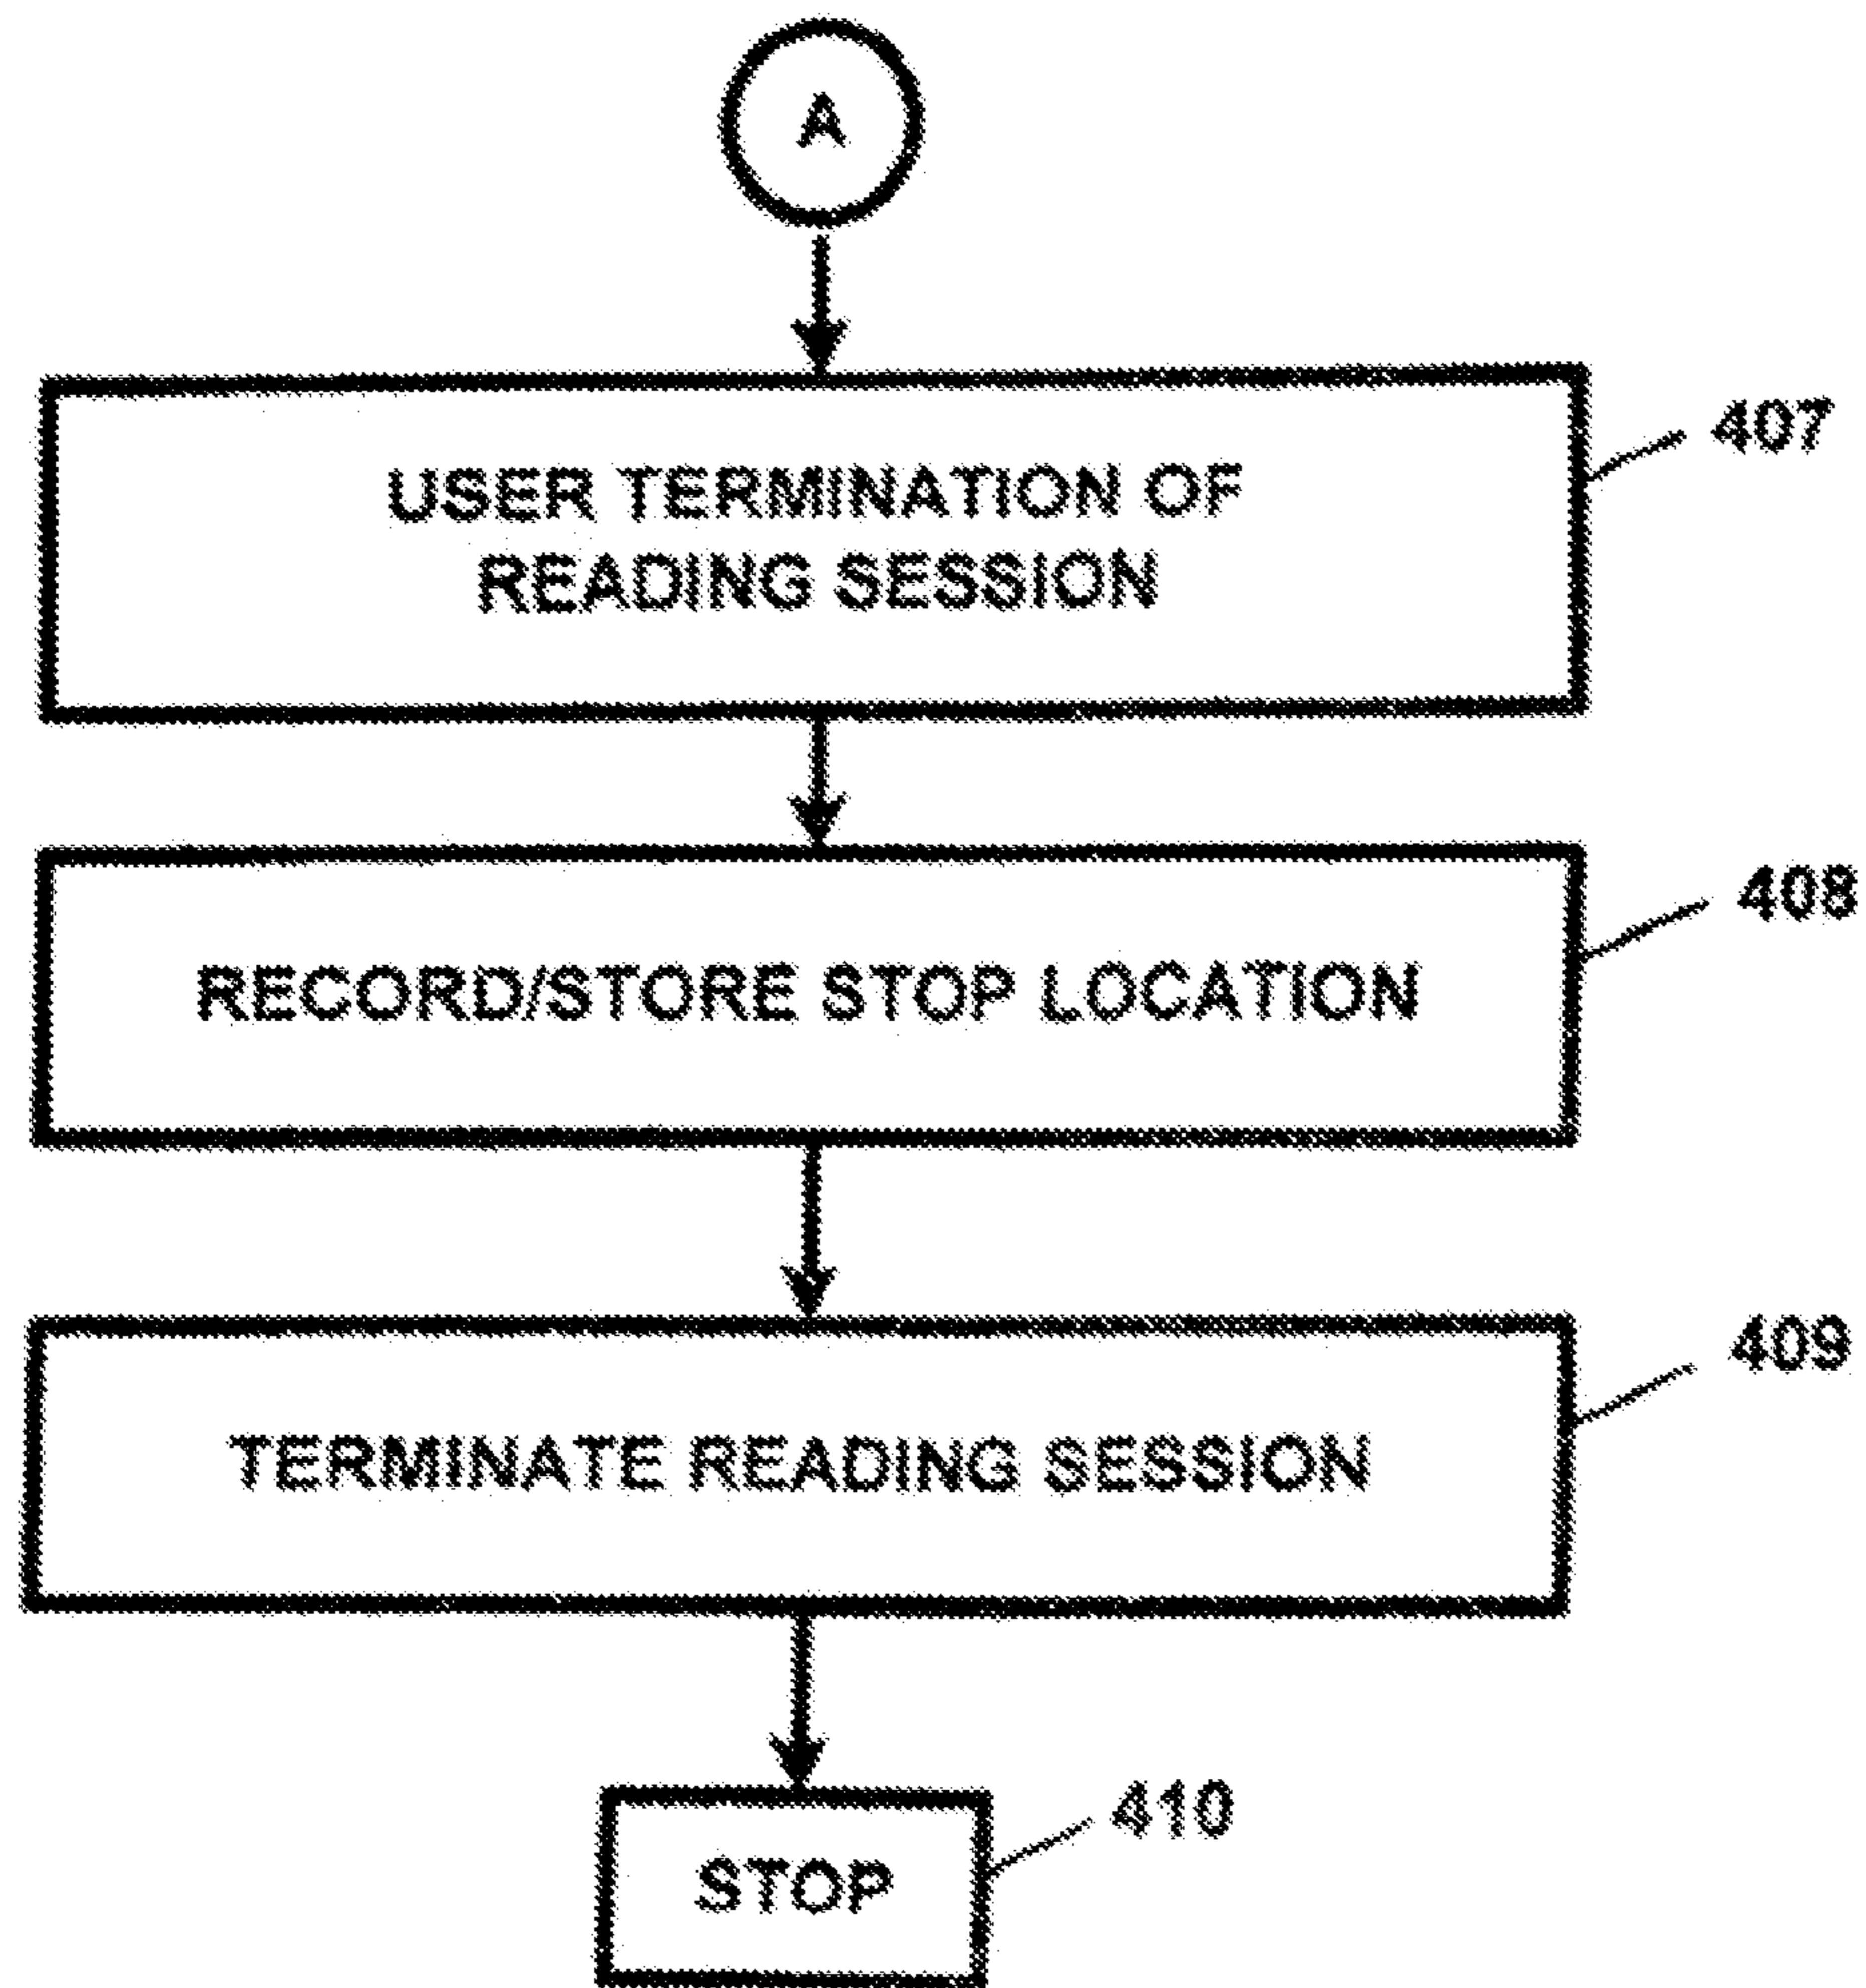 A
USER TERMINATION OF
READING SESSION
407
RECORD/STORE STOP LOCATION
408
TERMINATE READING SESSION
409
STOP
410